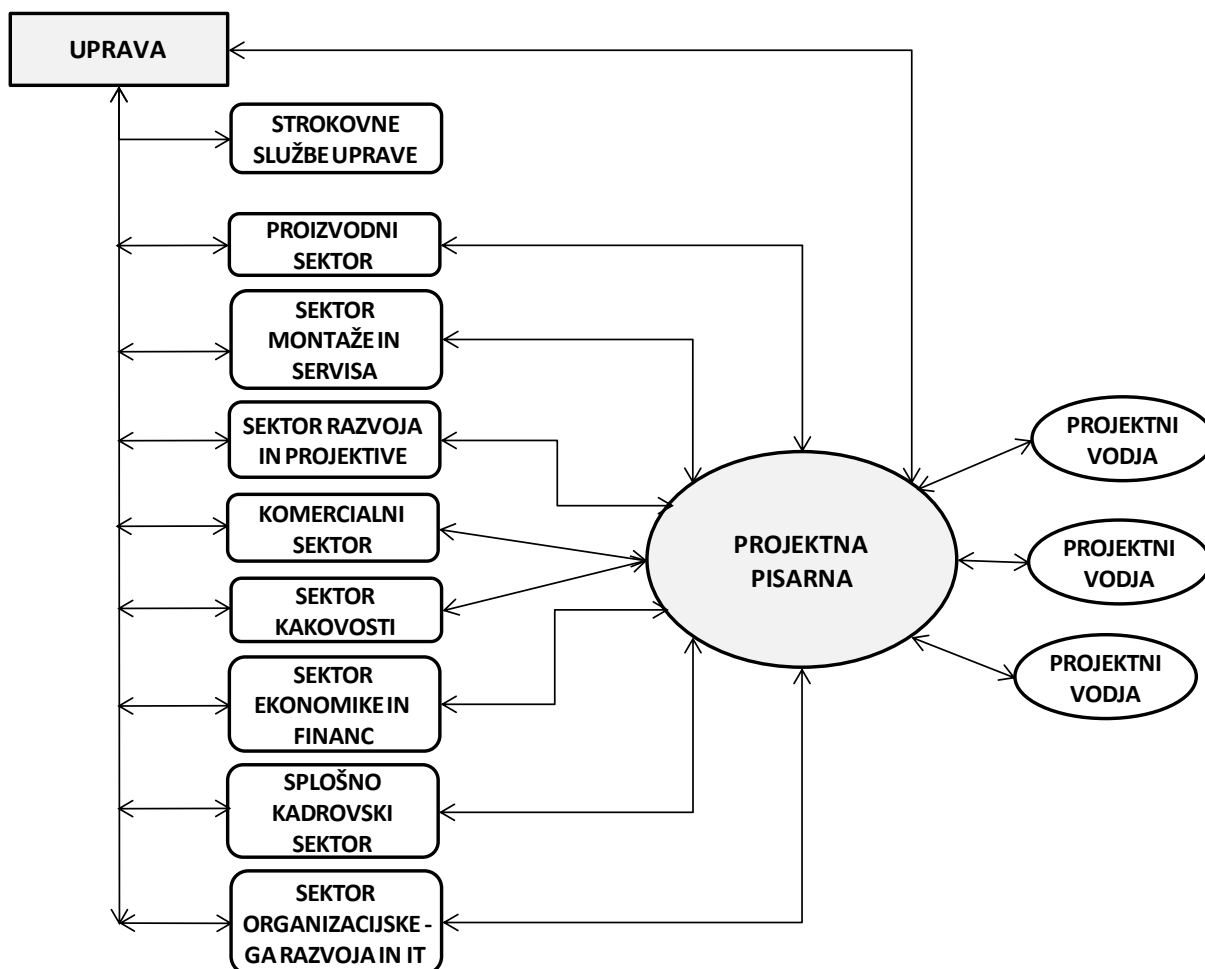 UPRAVA
STROKOVNE
SLUŽBE UPRAVE
PROIZVODNI
SEKTOR
SEKTOR
MONTAŽE IN
SERVISA
SEKTOR RAZVOJA
IN PROJEKTIVE
KOMERCIALNI
SEKTOR
SEKTOR
KAKOVOSTI
SEKTOR
EKONOMIKE IN
FINANC
SPLOŠNO
KADROVSKI
SEKTOR
SEKTOR
ORGANIZACIJSKE -
GA RAZVOJA IN IT
PROJEKTNA
PISARNA
PROJEKTNI
VODJA
PROJEKTNI
VODJA
PROJEKTNI
VODJA